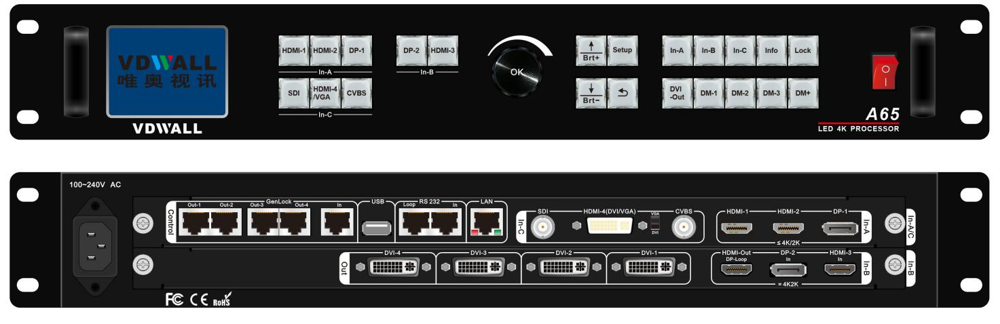 VDWALL
唯奥视讯
VDWALL
HDMI-1 HDMI-2 DP-1
In-A
SDI HDMI-4/VGA CVBS
In-C
DP-2 HDMI-3
In-B
OK
↑ Brt+ Setup
↓ Brt−
In-A In-B In-C Info Lock
DVI-Out DM-1 DM-2 DM-3 DM+
A65
LED 4K PROCESSOR
100~240V AC
Control
GenLock
Out-1 Out-2 Out-3 Out-4 In
USB
RS 232
Loop In
LAN
In-C
SDI HDMI-4(DVI/VGA) VGA DVI CVBS
HDMI-1 HDMI-2 DP-1
≤4K/2K
In-A
In-A/C
Out
DVI-4 DVI-3 DVI-2 DVI-1
HDMI-Out DP-2 HDMI-3
DP-Loop In In
= 4K2K
In-B
In-B
FC CE RoHS